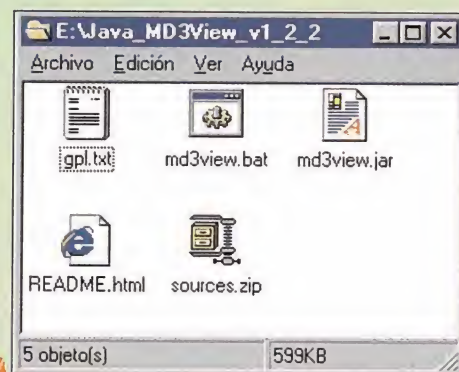 E:\Java_MD3View_v1_2_2
Archivo Edición Ver Ayuda
gpl.txt md3view.bat md3view.jar
README.html sources.zip
5 objeto(s) 599KB